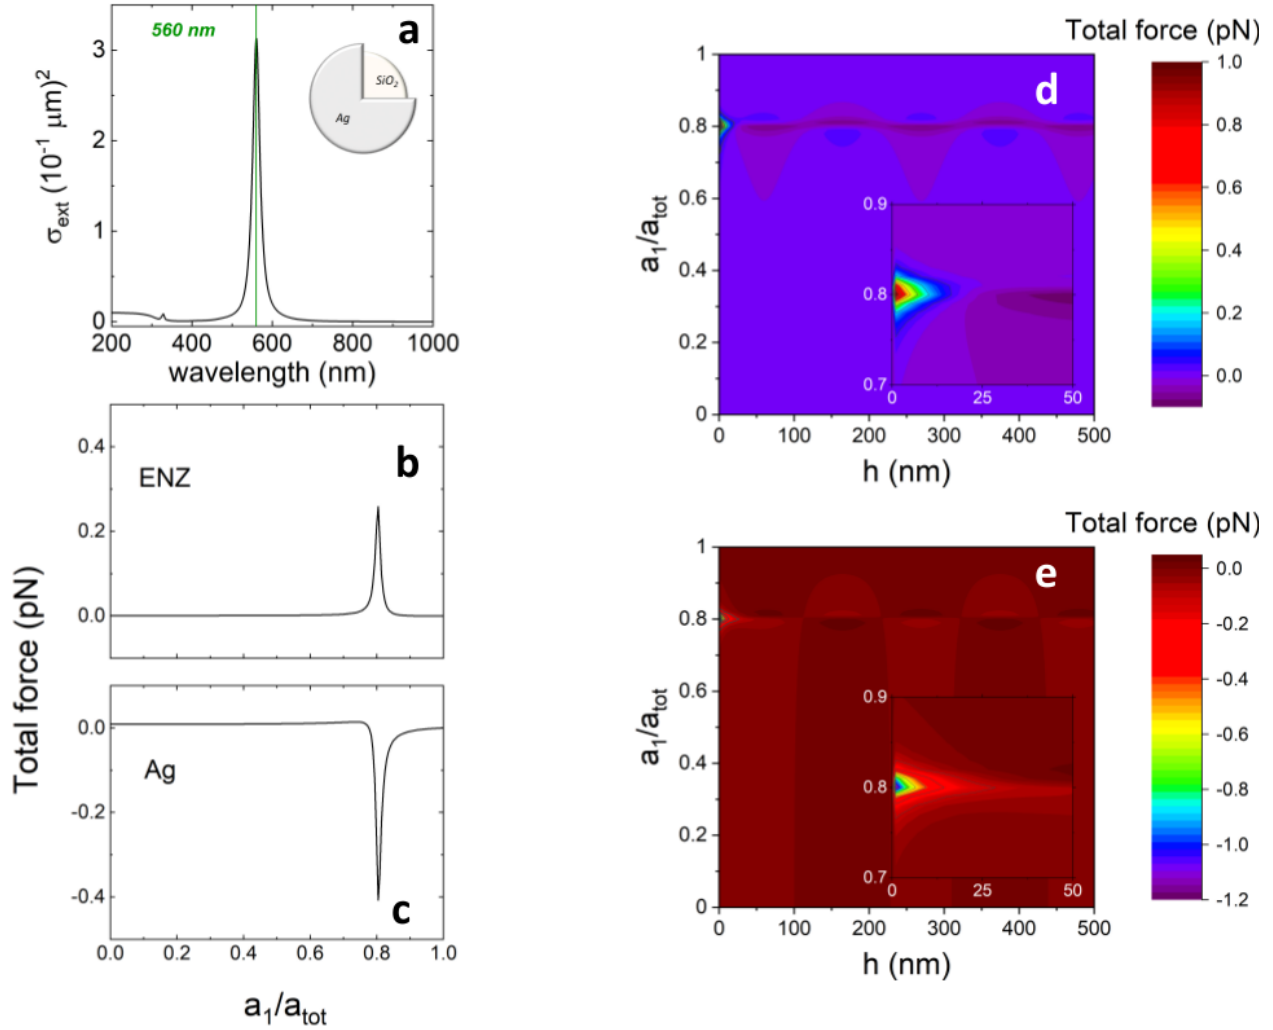 560 nm
a
SiO2
Ag
σext (10-1 μm)2
3
2
1
0
200 400 600 800 1000
wavelength (nm)
b
ENZ
0.4
0.2
0.0
Total force (pN)
Ag
c
0.0
-0.2
-0.4
0.0 0.2 0.4 0.6 0.8 1.0
a1/atot
Total force (pN)
d
a1/atot
1
0.8
0.6
0.4
0.2
0
0 100 200 300 400 500
h (nm)
0.9
0.8
0.7
0 25 50
1.0
0.8
0.6
0.4
0.2
0.0
Total force (pN)
e
a1/atot
1
0.8
0.6
0.4
0.2
0
0 100 200 300 400 500
h (nm)
0.9
0.8
0.7
0 25 50
0.0
-0.2
-0.4
-0.6
-0.8
-1.0
-1.2